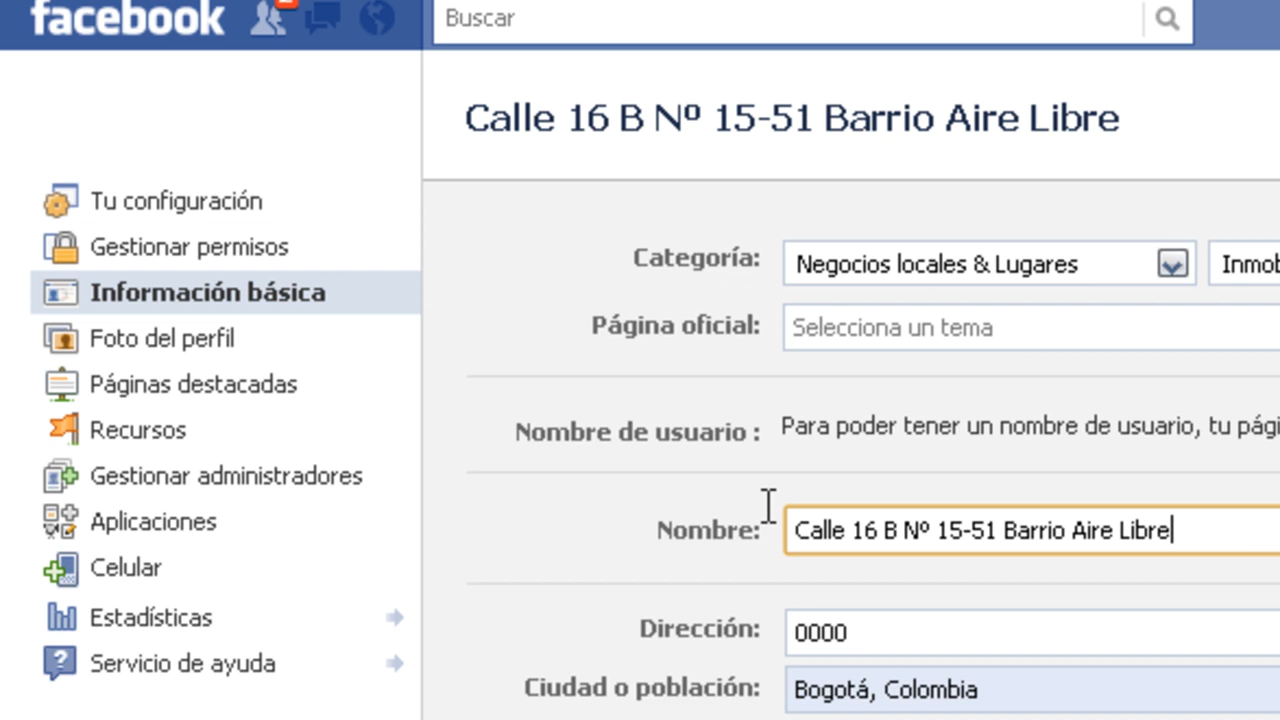 facebook
Buscar
Calle 16 B Nº 15-51 Barrio Aire Libre
Tu configuración
Gestionar permisos
Información básica
Foto del perfil
Páginas destacadas
Recursos
Gestionar administradores
Aplicaciones
Celular
Estadísticas
Servicio de ayuda
Categoría: Negocios locales & Lugares Inmob
Página oficial: Selecciona un tema
Nombre de usuario : Para poder tener un nombre de usuario, tu pági
Nombre: Calle 16 B Nº 15-51 Barrio Aire Libre
Dirección: 0000
Ciudad o población: Bogotá, Colombia